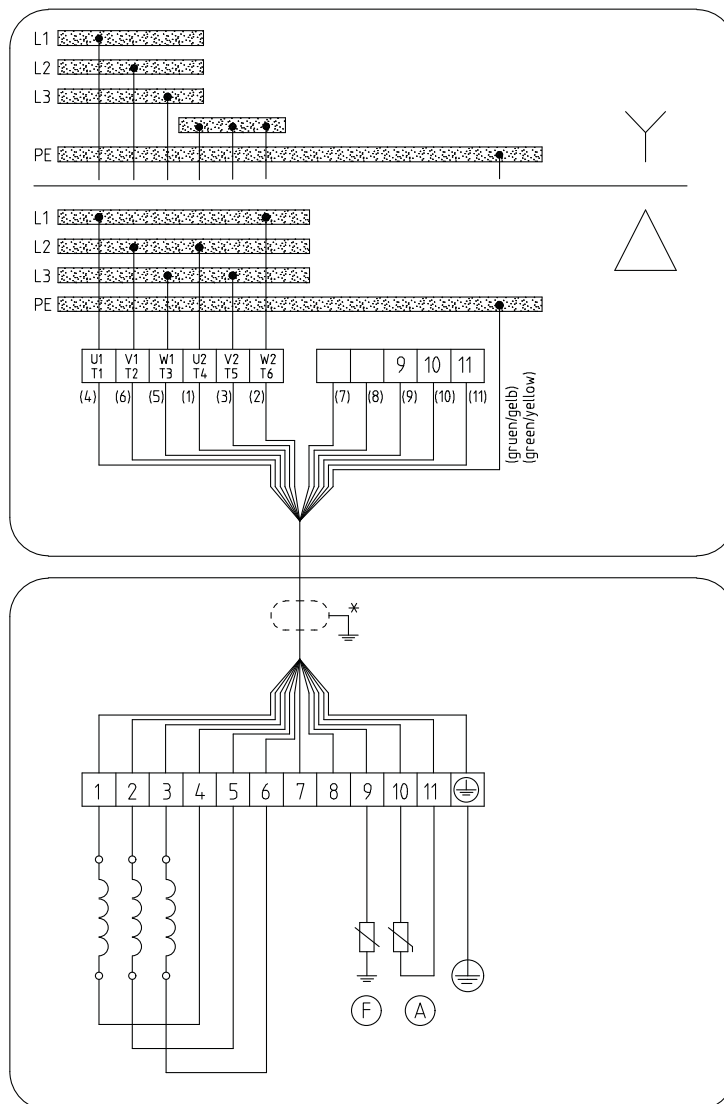 L1
L2
L3
PE
L1
L2
L3
PE
U1 V1 W1 U2 V2 W2
T1 T2 T3 T4 T5 T6
9 10 11
(4) (6) (5) (1) (3) (2) (7) (8) (9) (10) (11)
(gruen/gelb)
(green/yellow)
*
1 2 3 4 5 6 7 8 9 10 11
F A